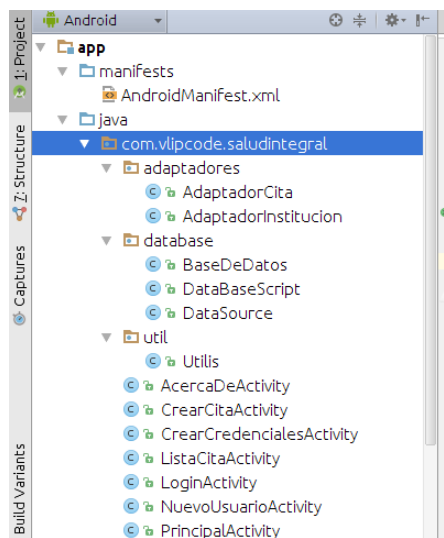 Android
1: Project
app
manifests
AndroidManifest.xml
java
com.vlipcode.saludintegral
adaptadores
AdaptadorCita
AdaptadorInstitucion
database
BaseDeDatos
DataBaseScript
DataSource
util
Utilis
AcercaDeActivity
CrearCitaActivity
CrearCredencialesActivity
ListaCitaActivity
LoginActivity
NuevoUsuarioActivity
PrincipalActivity
Z: Structure
Captures
Build Variants